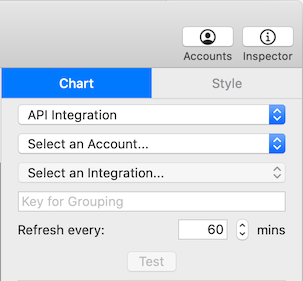 Accounts Inspector
Chart Style
API Integration
Select an Account...
Select an Integration...
Key for Grouping
Refresh every: 60 mins
Test